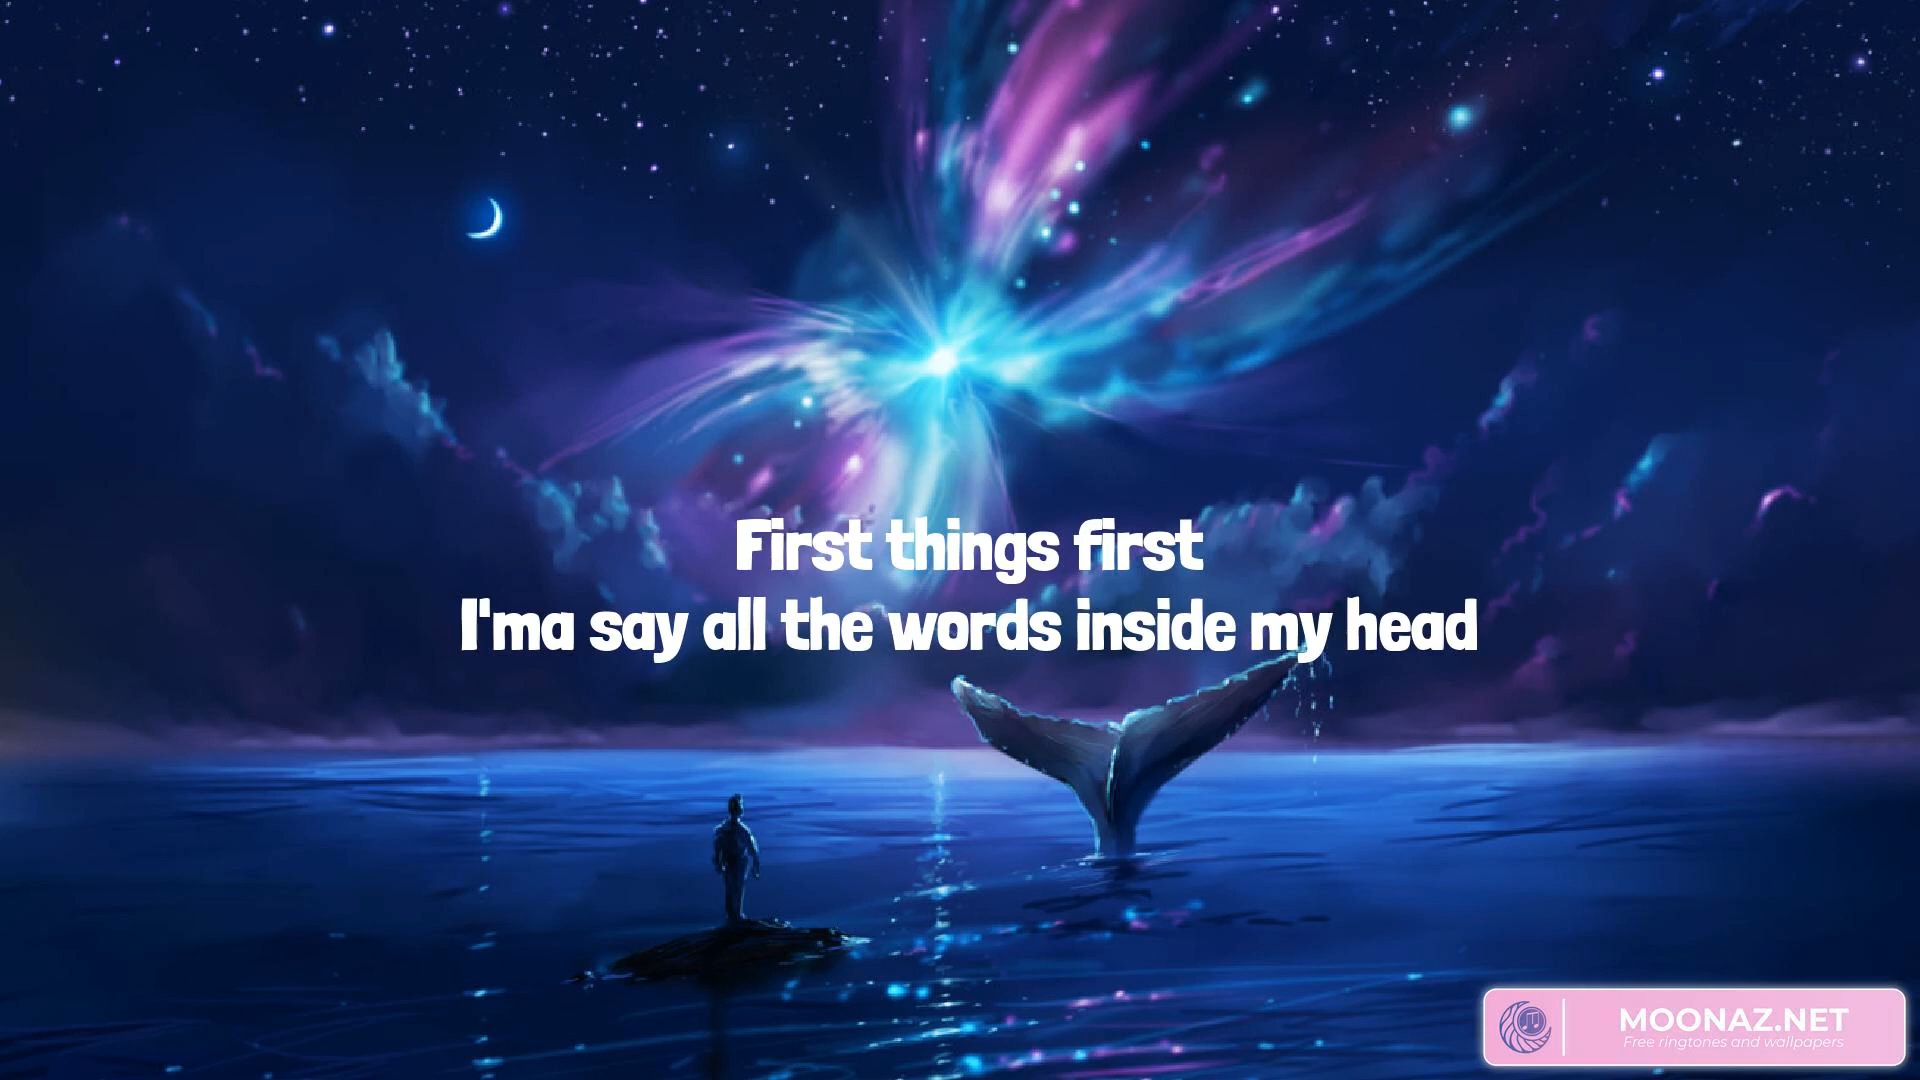 First things first
I'ma say all the words inside my head
MOONAZ.NET
Free ringtones and wallpapers